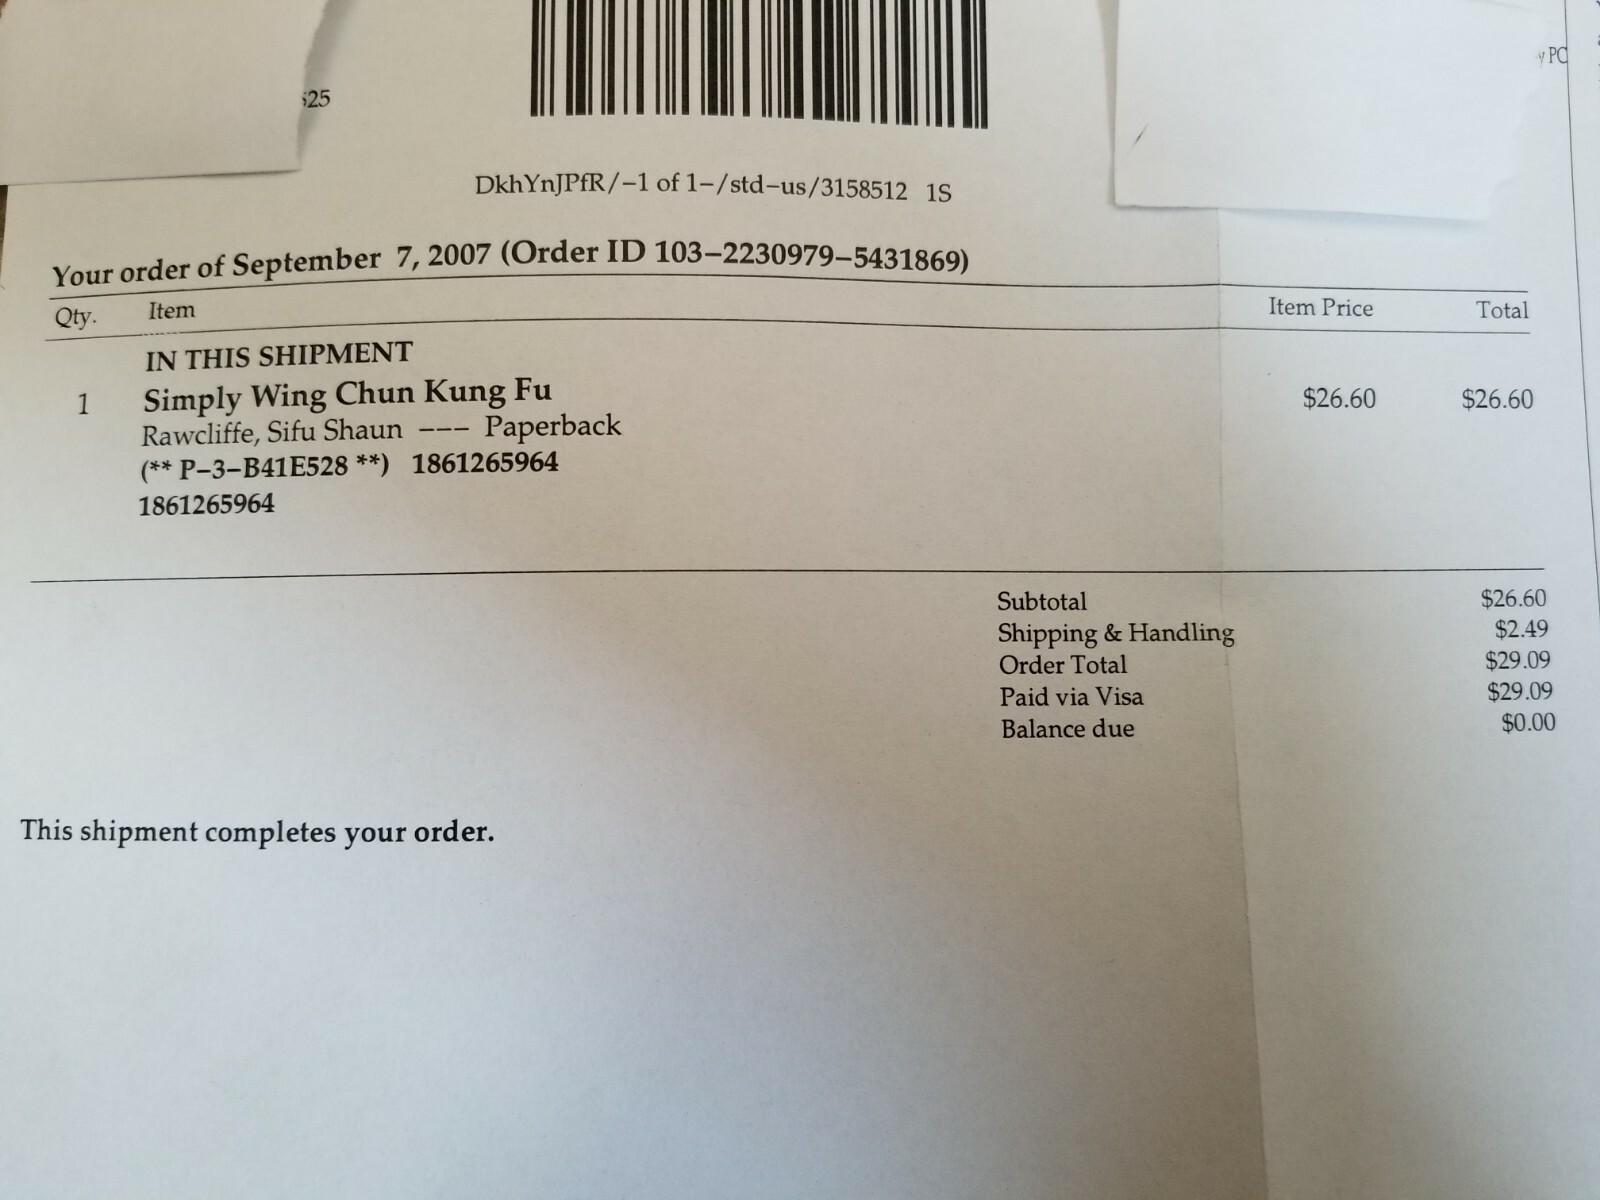 25
PC
DkhYnJPfR/-1 of 1-/std-us/3158512 1S
Your order of September 7, 2007 (Order ID 103-2230979-5431869)
Qty. Item Item Price Total
IN THIS SHIPMENT
1 Simply Wing Chun Kung Fu $26.60 $26.60
Rawcliffe, Sifu Shaun --- Paperback
(** P-3-B41E528 **) 1861265964
1861265964
Subtotal $26.60
Shipping & Handling $2.49
Order Total $29.09
Paid via Visa $29.09
Balance due $0.00
This shipment completes your order.